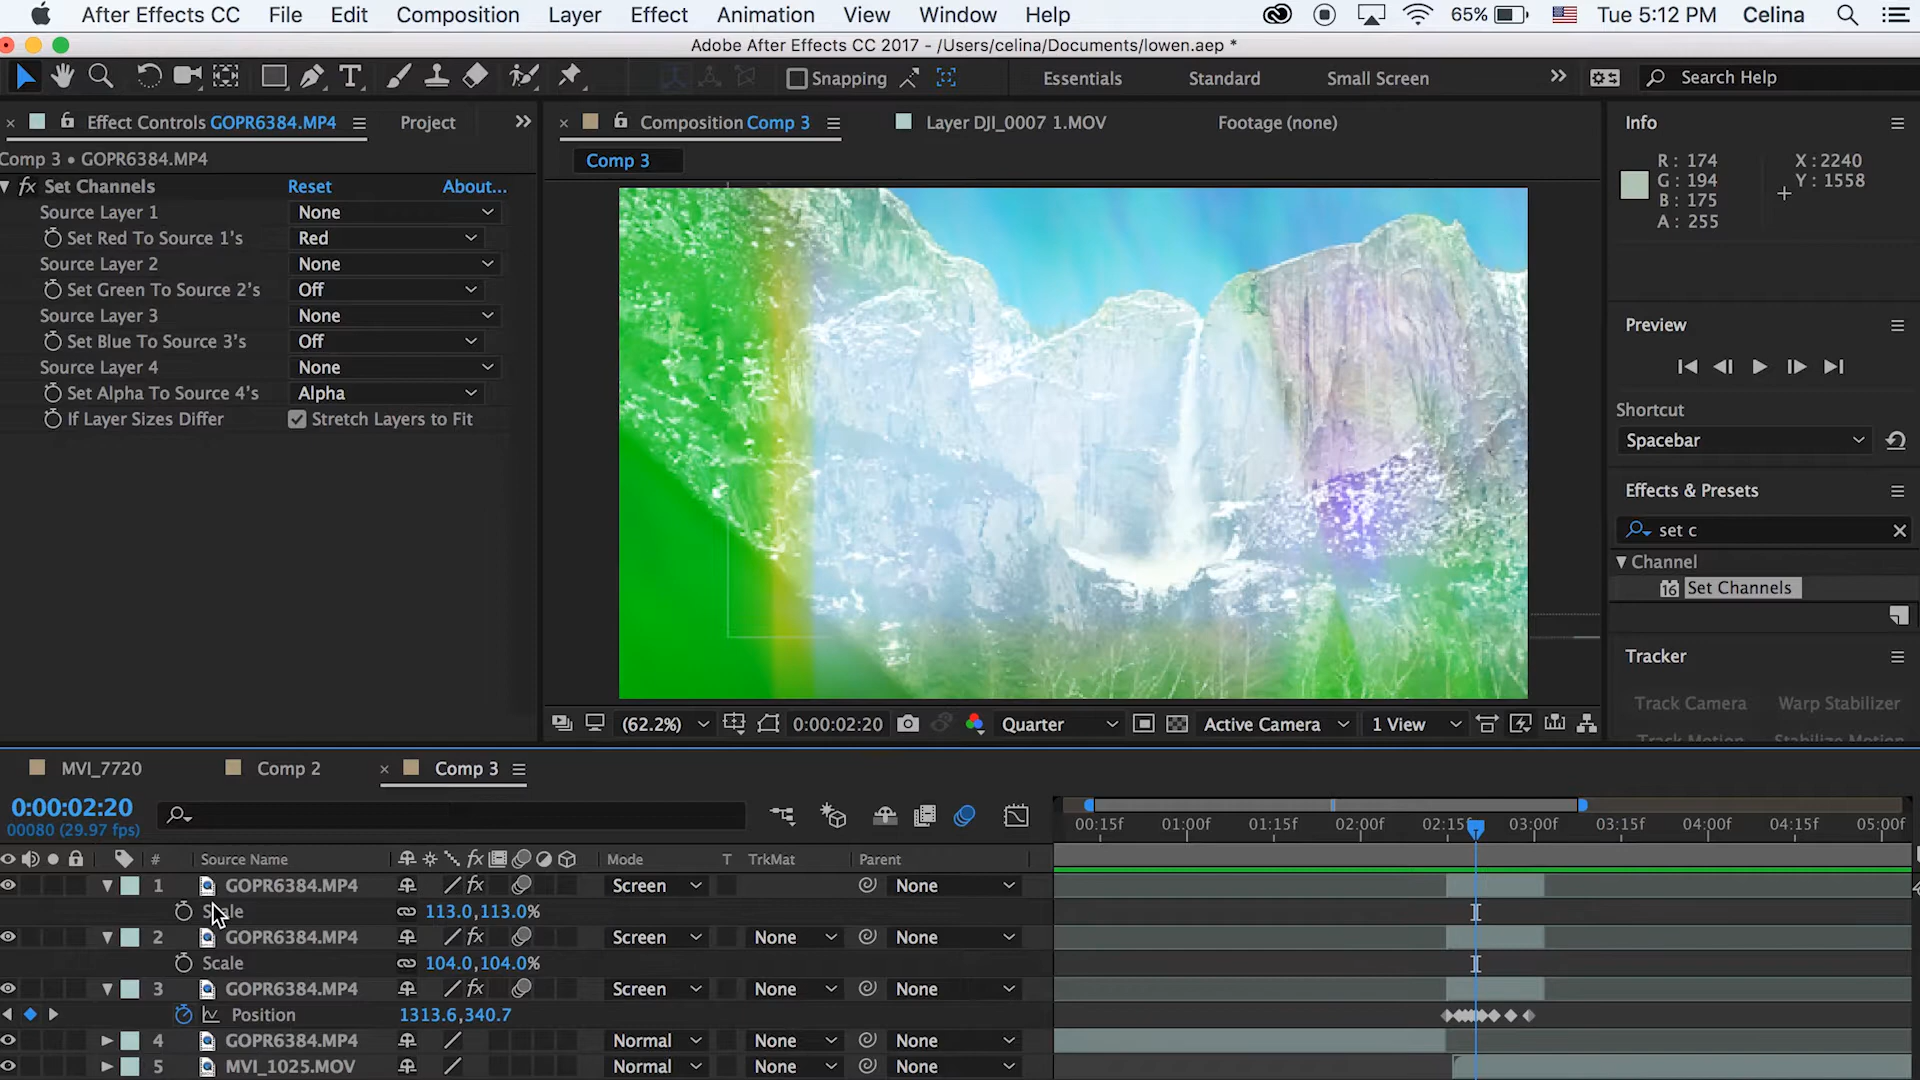 After Effects CC File Edit Composition Layer Effect Animation View Window Help 65% Tue 5:12 PM Celina
Adobe After Effects CC 2017 - /Users/celina/Documents/lowen.aep *
Snapping Essentials Standard Small Screen Search Help
Effect Controls GOPR6384.MP4 Project
Comp 3 • GOPR6384.MP4
fx Set Channels Reset About...
Source Layer 1 None
Set Red To Source 1's Red
Source Layer 2 None
Set Green To Source 2's Off
Source Layer 3 None
Set Blue To Source 3's Off
Source Layer 4 None
Set Alpha To Source 4's Alpha
If Layer Sizes Differ Stretch Layers to Fit
Composition Comp 3 Layer DJI_0007 1.MOV Footage (none)
Comp 3
(62.2%) 0:00:02:20 Quarter Active Camera 1 View
Info
R : 174 X : 2240
G : 194 Y : 1558
B : 175
A : 255
Preview
Shortcut
Spacebar
Effects & Presets
set c
Channel
16 Set Channels
Tracker
Track Camera Warp Stabilizer
Track Motion Stabilize Motion
MVI_7720 Comp 2 Comp 3
0:00:02:20
00080 (29.97 fps)
00:15f 01:00f 01:15f 02:00f 02:15f 03:00f 03:15f 04:00f 04:15f 05:00f
# Source Name fx Mode T TrkMat Parent
1 GOPR6384.MP4 fx Screen None
Scale 113.0,113.0%
2 GOPR6384.MP4 fx Screen None None
Scale 104.0,104.0%
3 GOPR6384.MP4 fx Screen None None
Position 1313.6,340.7
4 GOPR6384.MP4 Normal None None
5 MVI_1025.MOV Normal None None